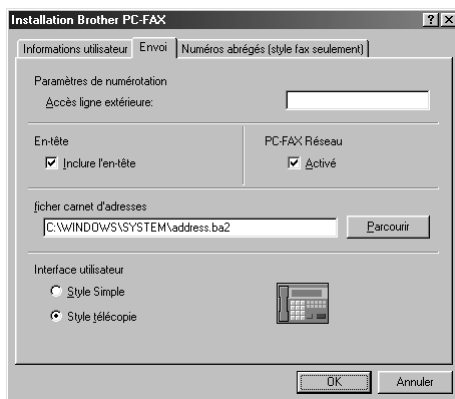 Installation Brother PC-FAX
Informations utilisateur Envoi Numéros abrégés (style fax seulement)
Paramètres de numérotation
Accès ligne extérieure:
En-tête PC-FAX Réseau
Inclure l'en-tête Activé
ficher carnet d'adresses
C:\WINDOWS\SYSTEM\address.ba2 Parcourir
Interface utilisateur
Style Simple
Style télécopie
OK Annuler